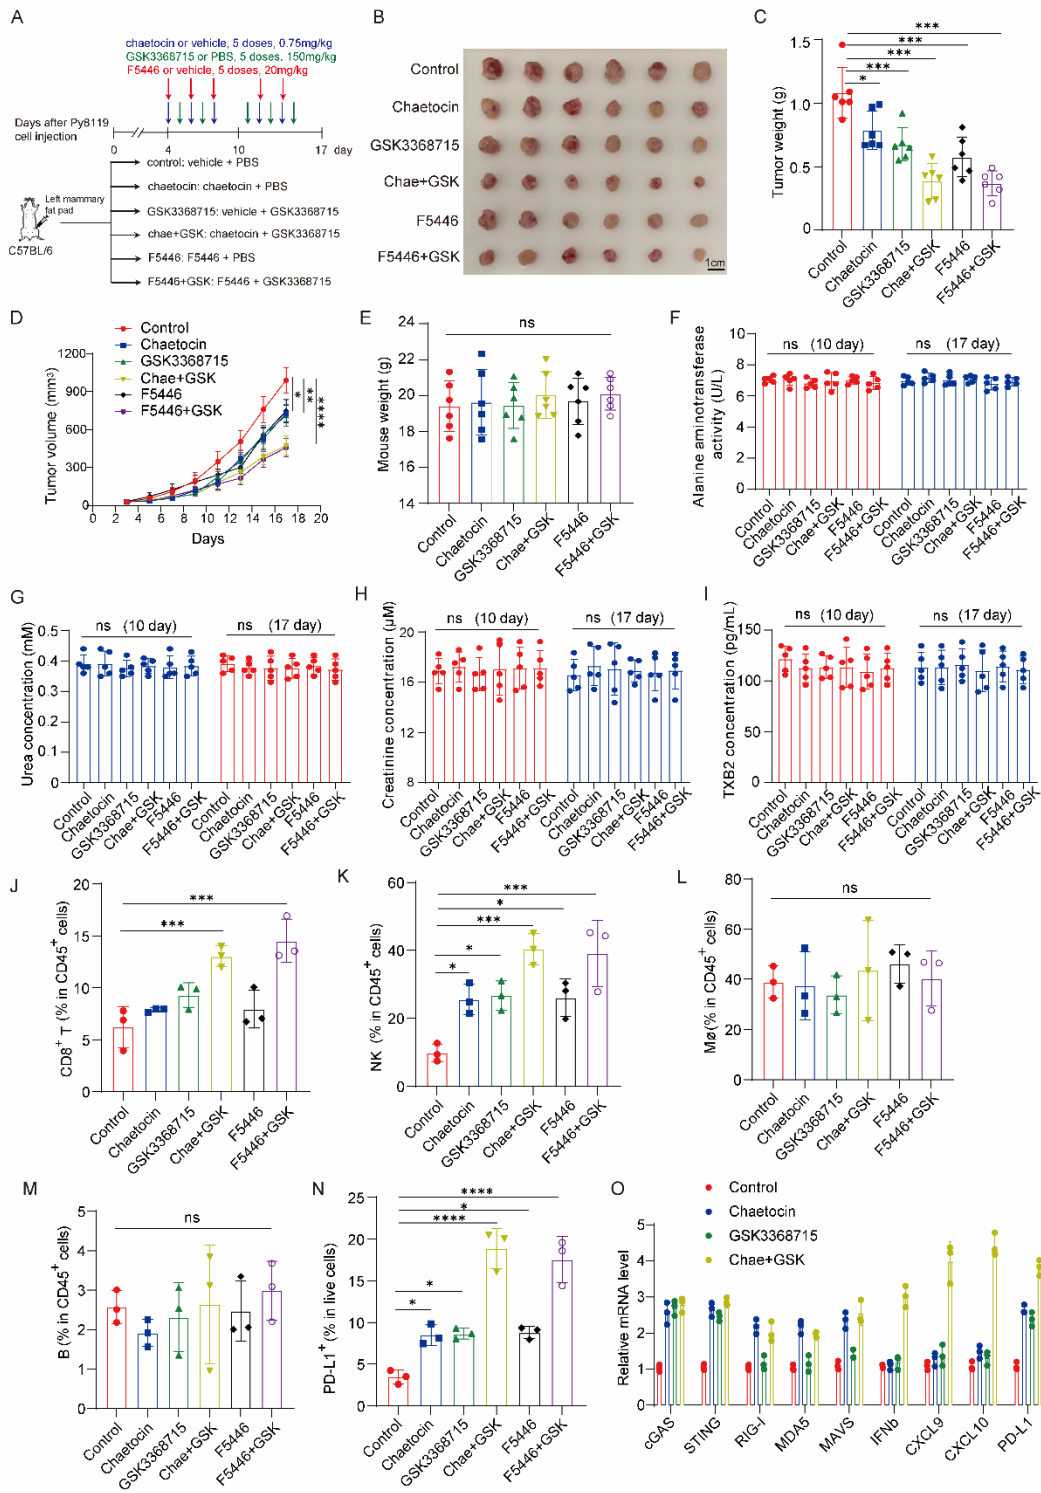 A
chaetocin or vehicle, 5 doses, 0.75mg/kg
GSK3368715 or PBS, 5 doses, 150mg/kg
F5446 or vehicle, 5 doses, 20mg/kg
Days after Py8119
cell injection
0 4 10 17 day
control: vehicle + PBS
chaetocin: chaetocin + PBS
Left mammary
fat pad
GSK3368715: vehicle + GSK3368715
chae+GSK: chaetocin + GSK3368715
C57BL/6
F5446: F5446 + PBS
F5446+GSK: F5446 + GSK3368715
B
Control
Chaetocin
GSK3368715
Chae+GSK
F5446
F5446+GSK
1cm
C
Tumor weight (g)
1.5
1.0
0.5
0
***
***
***
***
*
Control
Chaetocin
GSK3368715
Chae+GSK
F5446
F5446+GSK
D
Control
Chaetocin
GSK3368715
Chae+GSK
F5446
F5446+GSK
Tumor volume (mm3)
1200
900
600
300
0
0 2 4 6 8 10 12 14 16 18 20
Days
*
**
****
E
Mouse weight (g)
24
22
20
18
16
14
ns
Control
Chaetocin
GSK3368715
Chae+GSK
F5446
F5446+GSK
F
Alanine aminotransferase
activity (U/L)
10
8
6
4
2
0
ns (10 day)
ns (17 day)
Control
Chaetocin
GSK3368715
Chae+GSK
F5446
F5446+GSK
Control
Chaetocin
GSK3368715
Chae+GSK
F5446
F5446+GSK
G
Urea concentration (mM)
0.5
0.4
0.3
0.2
0.1
0
ns (10 day)
ns (17 day)
Control
Chaetocin
GSK3368715
Chae+GSK
F5446
F5446+GSK
Control
Chaetocin
GSK3368715
Chae+GSK
F5446
F5446+GSK
H
Creatinine concentration (μM)
20
16
12
8
ns (10 day)
ns (17 day)
Control
Chaetocin
GSK3368715
Chae+GSK
F5446
F5446+GSK
Control
Chaetocin
GSK3368715
Chae+GSK
F5446
F5446+GSK
I
TXB2 concentration (pg/mL)
150
100
50
0
ns (10 day)
ns (17 day)
Control
Chaetocin
GSK3368715
Chae+GSK
F5446
F5446+GSK
Control
Chaetocin
GSK3368715
Chae+GSK
F5446
F5446+GSK
J
CD8+ T (% in CD45+ cells)
20
15
10
5
0
***
***
Control
Chaetocin
GSK3368715
Chae+GSK
F5446
F5446+GSK
K
NK (% in CD45+ cells)
60
40
20
0
***
*
***
*
*
Control
Chaetocin
GSK3368715
Chae+GSK
F5446
F5446+GSK
L
Mø(% in CD45+ cells)
80
60
40
20
0
ns
Control
Chaetocin
GSK3368715
Chae+GSK
F5446
F5446+GSK
M
B (% in CD45+ cells)
5
4
3
2
1
0
ns
Control
Chaetocin
GSK3368715
Chae+GSK
F5446
F5446+GSK
N
PD-L1+ (% in live cells)
25
20
15
10
5
0
****
*
****
*
*
Control
Chaetocin
GSK3368715
Chae+GSK
F5446
F5446+GSK
O
Control
Chaetocin
GSK3368715
Chae+GSK
Relative mRNA level
5
4
3
2
1
0
cGAS
STING
RIG-I
MDA5
MAVS
IFNb
CXCL9
CXCL10
PD-L1